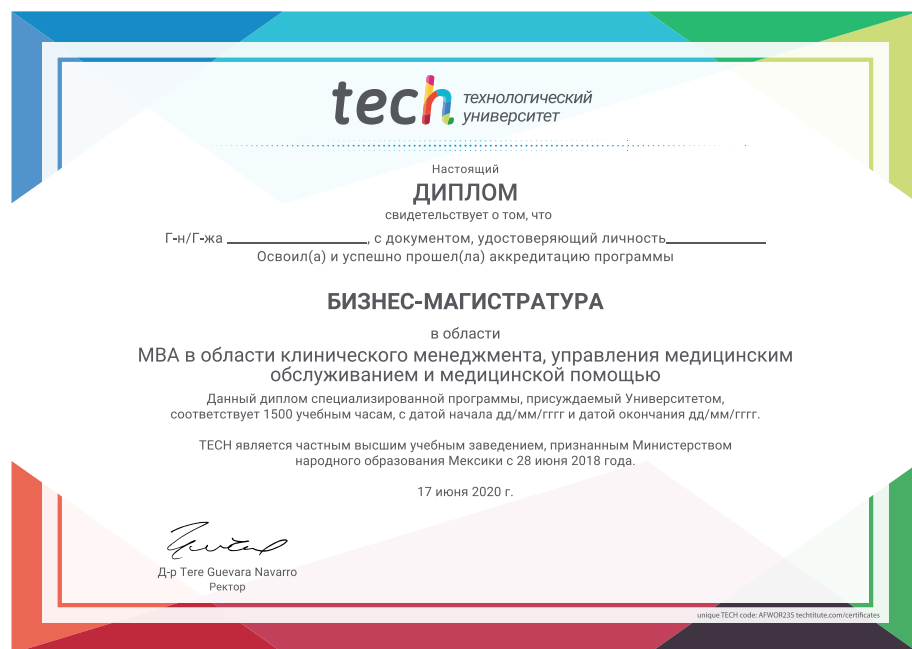 tech технологический
университет
Настоящий
ДИПЛОМ
свидетельствует о том, что
Г-н/Г-жа ____________, с документом, удостоверяющий личность____________
Освоил(а) и успешно прошел(ла) аккредитацию программы
БИЗНЕС-МАГИСТРАТУРА
в области
МВА в области клинического менеджмента, управления медицинским
обслуживанием и медицинской помощью
Данный диплом специализированной программы, присуждаемый Университетом,
соответствует 1500 учебным часам, с датой начала дд/мм/гггг и датой окончания дд/мм/гггг.
TECH является частным высшим учебным заведением, признанным Министерством
народного образования Мексики с 28 июня 2018 года.
17 июня 2020 г.
Д-р Tere Guevara Navarro
Ректор
unique TECH code: AFWOR23S techtitute.com/certificates